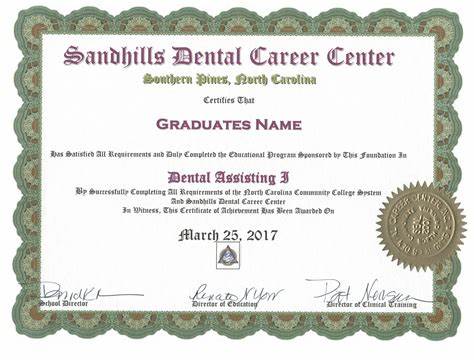 Sandhills Dental Career Center
Southern Pines, North Carolina
Certifies That
GRADUATES NAME
Has Satisfied All Requirements and Duly Completed the Educational Program Sponsored by This Foundation In
Dental Assisting I
By Successfully Completing All Requirements of the North Carolina Community College System
And Sandhills Dental Career Center
In Witness, This Certificate of Achievement Has Been Awarded On
March 25, 2017
School Director
Director of Education
Director of Clinical Training